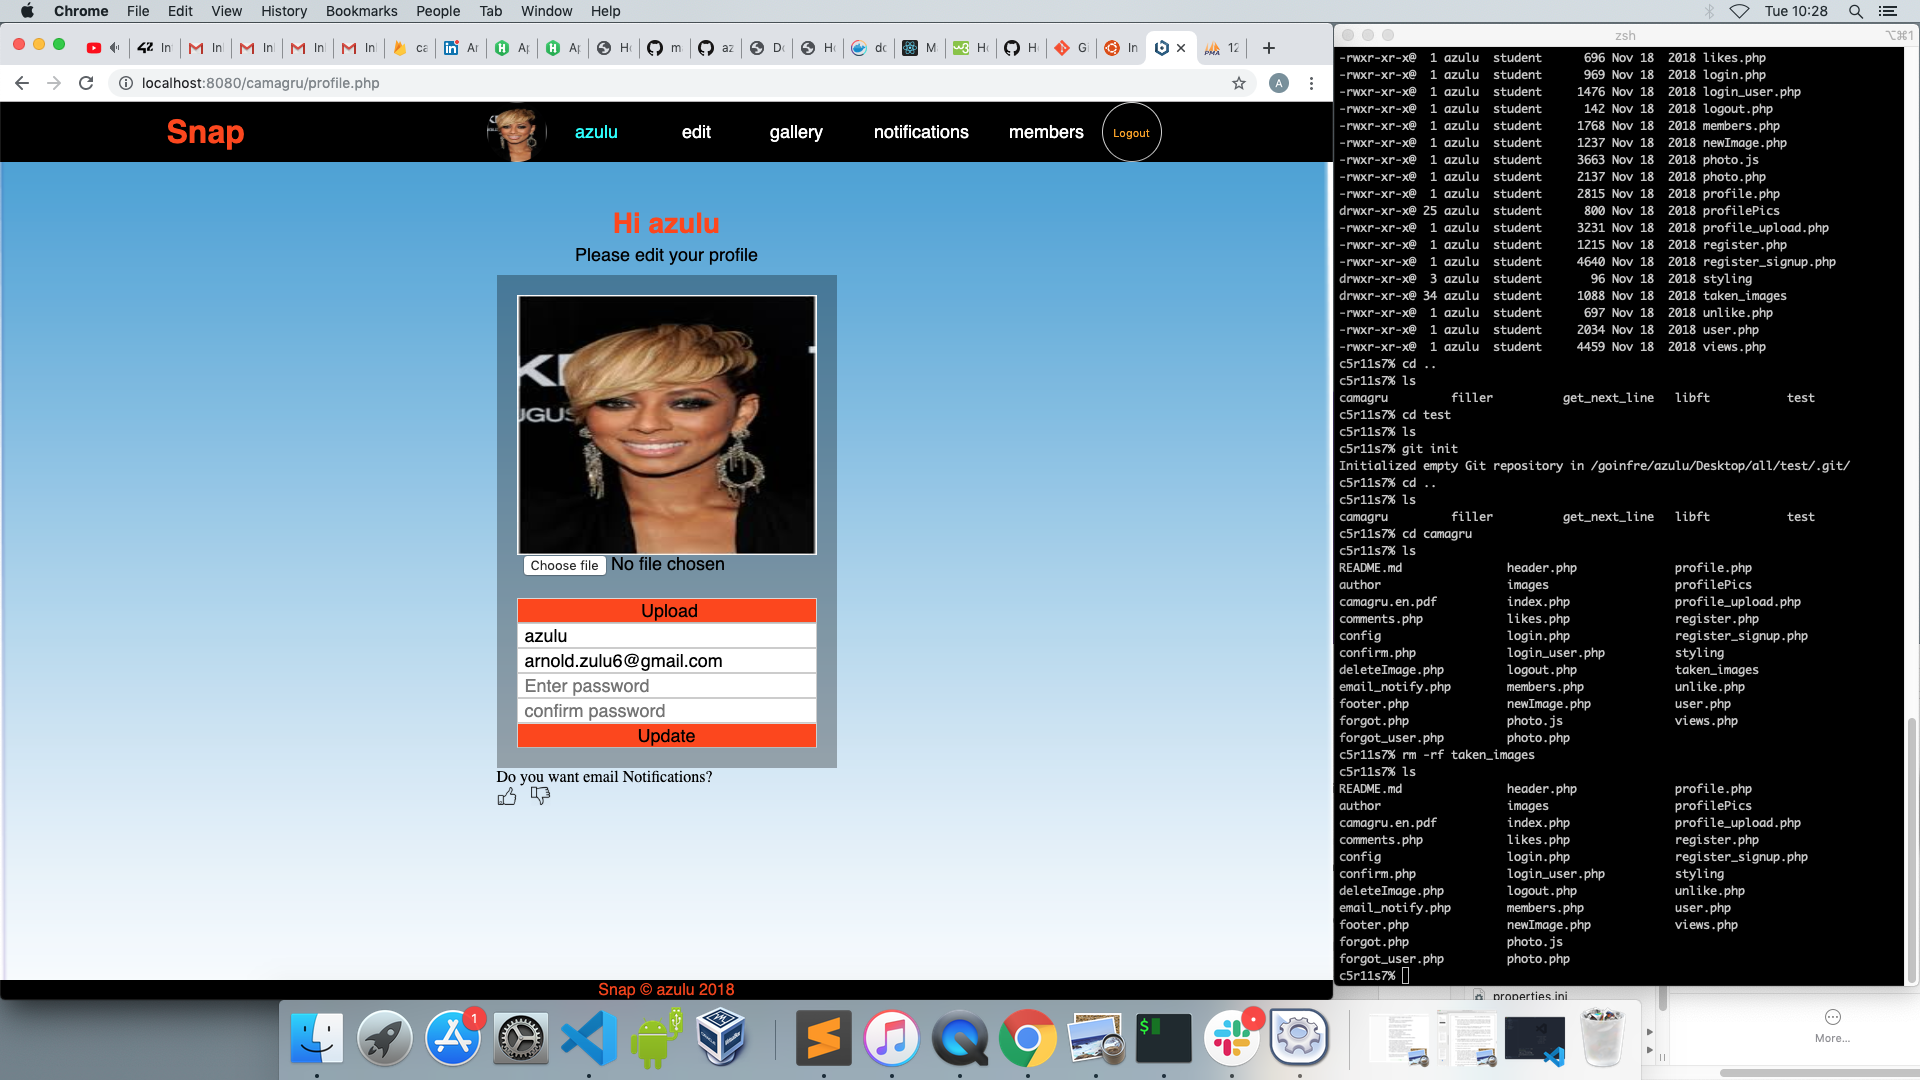 Chrome File Edit View History Bookmarks People Tab Window Help
Tue 10:28
localhost:8080/camagru/profile.php
A
Snap
azulu edit gallery notifications members Logout
Hi azulu
Please edit your profile
Choose file No file chosen
Upload
azulu
arnold.zulu6@gmail.com
Enter password
confirm password
Update
Do you want email Notifications?
Snap © azulu 2018
zsh
⌥⌘1
-rwxr-xr-x@ 1 azulu student 696 Nov 18 2018 likes.php
-rwxr-xr-x@ 1 azulu student 969 Nov 18 2018 login.php
-rwxr-xr-x@ 1 azulu student 1476 Nov 18 2018 login_user.php
-rwxr-xr-x@ 1 azulu student 142 Nov 18 2018 logout.php
-rwxr-xr-x@ 1 azulu student 1768 Nov 18 2018 members.php
-rwxr-xr-x@ 1 azulu student 1237 Nov 18 2018 newImage.php
-rwxr-xr-x@ 1 azulu student 3663 Nov 18 2018 photo.js
-rwxr-xr-x@ 1 azulu student 2137 Nov 18 2018 photo.php
-rwxr-xr-x@ 1 azulu student 2815 Nov 18 2018 profile.php
drwxr-xr-x@ 25 azulu student 800 Nov 18 2018 profilePics
-rwxr-xr-x@ 1 azulu student 3231 Nov 18 2018 profile_upload.php
-rwxr-xr-x@ 1 azulu student 1215 Nov 18 2018 register.php
-rwxr-xr-x@ 1 azulu student 4640 Nov 18 2018 register_signup.php
drwxr-xr-x@ 3 azulu student 96 Nov 18 2018 styling
drwxr-xr-x@ 34 azulu student 1088 Nov 18 2018 taken_images
-rwxr-xr-x@ 1 azulu student 697 Nov 18 2018 unlike.php
-rwxr-xr-x@ 1 azulu student 2034 Nov 18 2018 user.php
-rwxr-xr-x@ 1 azulu student 4459 Nov 18 2018 views.php
c5r11s7% cd ..
c5r11s7% ls
camagru filler get_next_line libft test
c5r11s7% cd test
c5r11s7% ls
c5r11s7% git init
Initialized empty Git repository in /goinfre/azulu/Desktop/all/test/.git/
c5r11s7% cd ..
c5r11s7% ls
camagru filler get_next_line libft test
c5r11s7% cd camagru
c5r11s7% ls
README.md header.php profile.php
author images profilePics
camagru.en.pdf index.php profile_upload.php
comments.php likes.php register.php
config login.php register_signup.php
confirm.php login_user.php styling
deleteImage.php logout.php taken_images
email_notify.php members.php unlike.php
footer.php newImage.php user.php
forgot.php photo.js views.php
forgot_user.php photo.php
c5r11s7% rm -rf taken_images
c5r11s7% ls
README.md header.php profile.php
author images profilePics
camagru.en.pdf index.php profile_upload.php
comments.php likes.php register.php
config login.php register_signup.php
confirm.php login_user.php styling
deleteImage.php logout.php unlike.php
email_notify.php members.php user.php
footer.php newImage.php views.php
forgot.php photo.js
forgot_user.php photo.php
c5r11s7%
properties.ini
More...
1